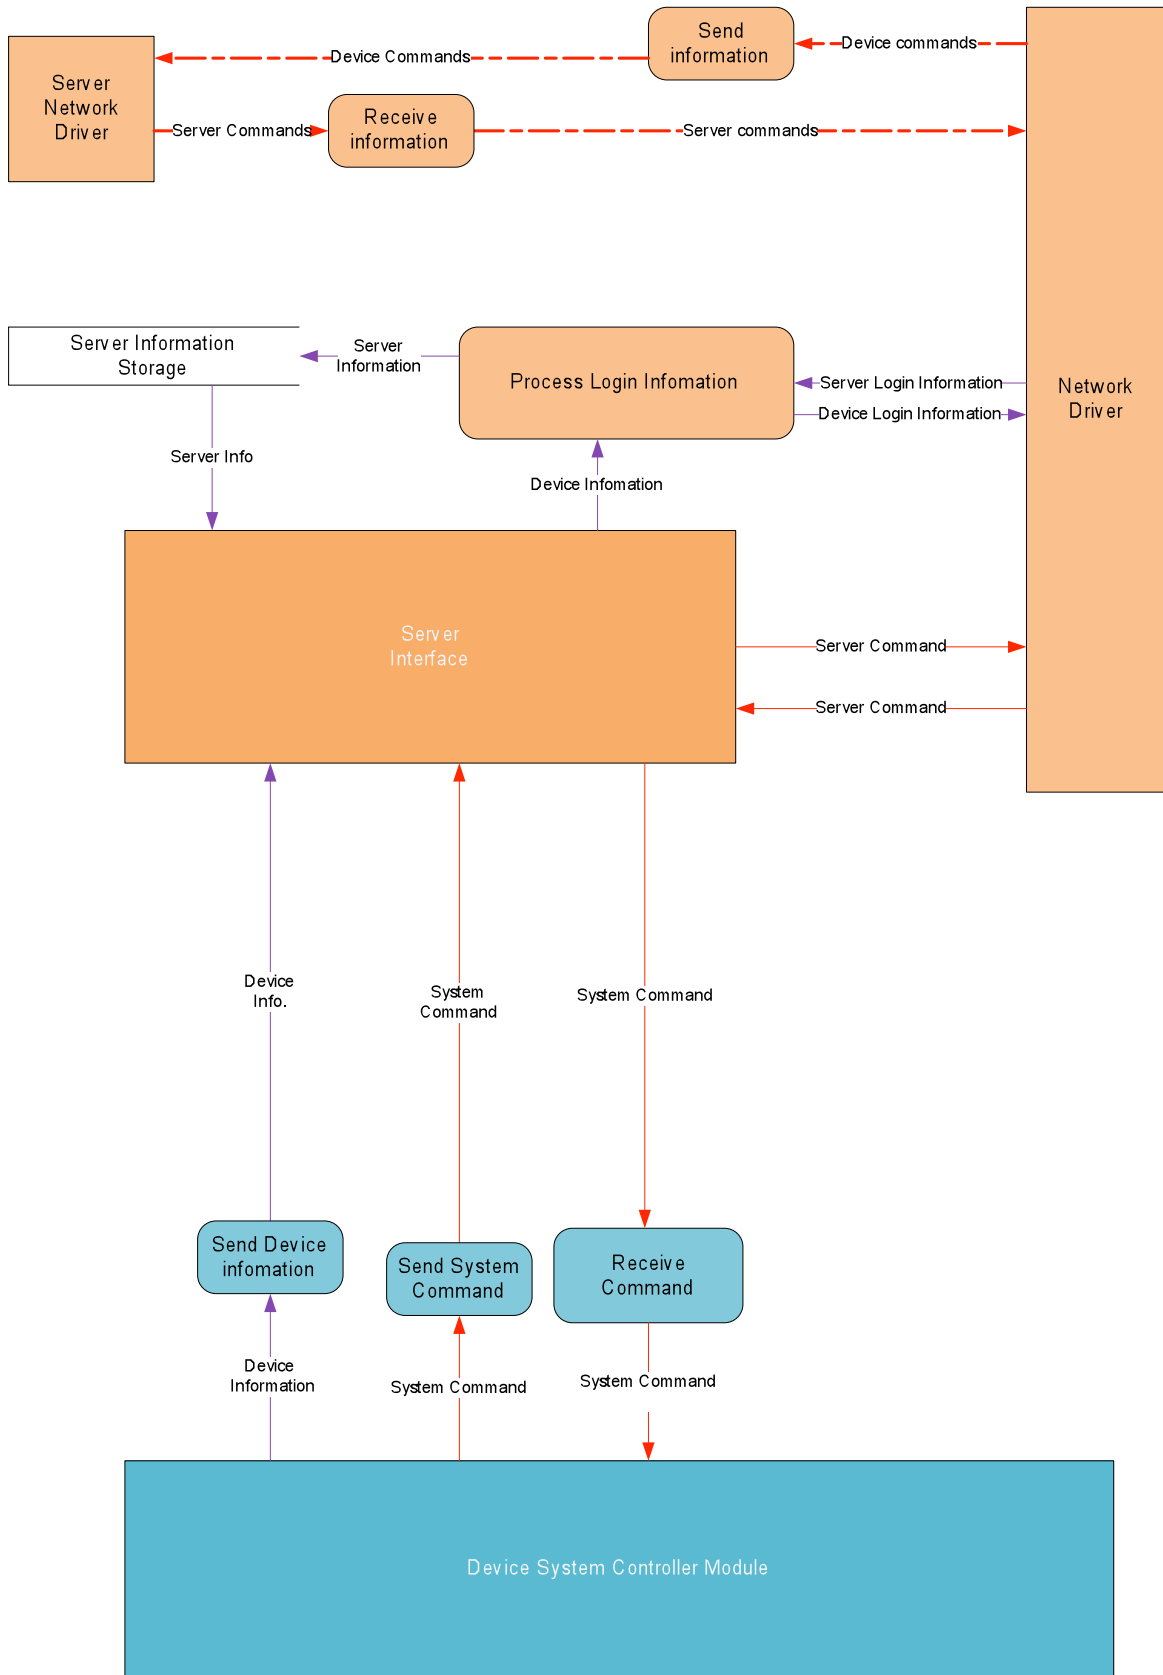 Send
information
Device Commands
Device commands
Server
Network
Driver
Server Commands
Receive
information
Server commands
Server Information
Storage
Server
Information
Process Login Infomation
Server Login Information
Device Login Information
Network
Driver
Server Info
Device Infomation
Server
Interface
Server Command
Server Command
Device
Info.
System
Command
System Command
Send Device
infomation
Send System
Command
Receive
Command
Device
Information
System Command
System Command
Device System Controller Module